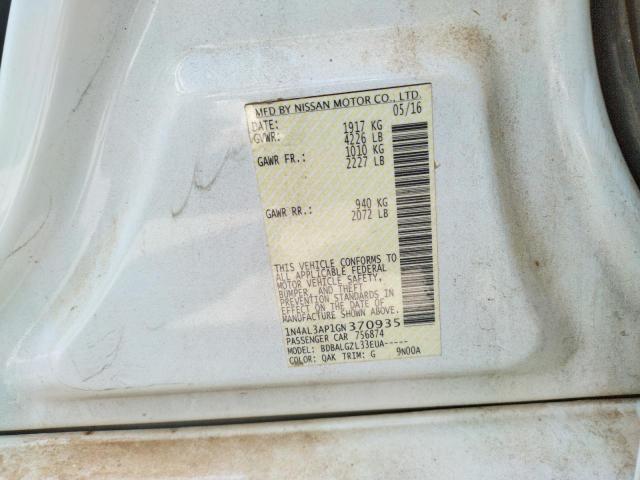 MFD BY NISSAN MOTOR CO., LTD.
DATE: 05/16
GVWR: 1917 KG
4226 LB
GAWR FR.: 1010 KG
2227 LB
GAWR RR.: 940 KG
2072 LB
THIS VEHICLE CONFORMS TO
ALL APPLICABLE FEDERAL
MOTOR VEHICLE SAFETY,
BUMPER, AND THEFT
PREVENTION STANDARDS IN
EFFECT ON THE DATE OF
MANUFACTURE SHOWN ABOVE.
1N4AL3AP1GN370935
PASSENGER CAR 756874
MODEL: BDBALGZL33EUA-----
COLOR: QAK TRIM: G 9N00A